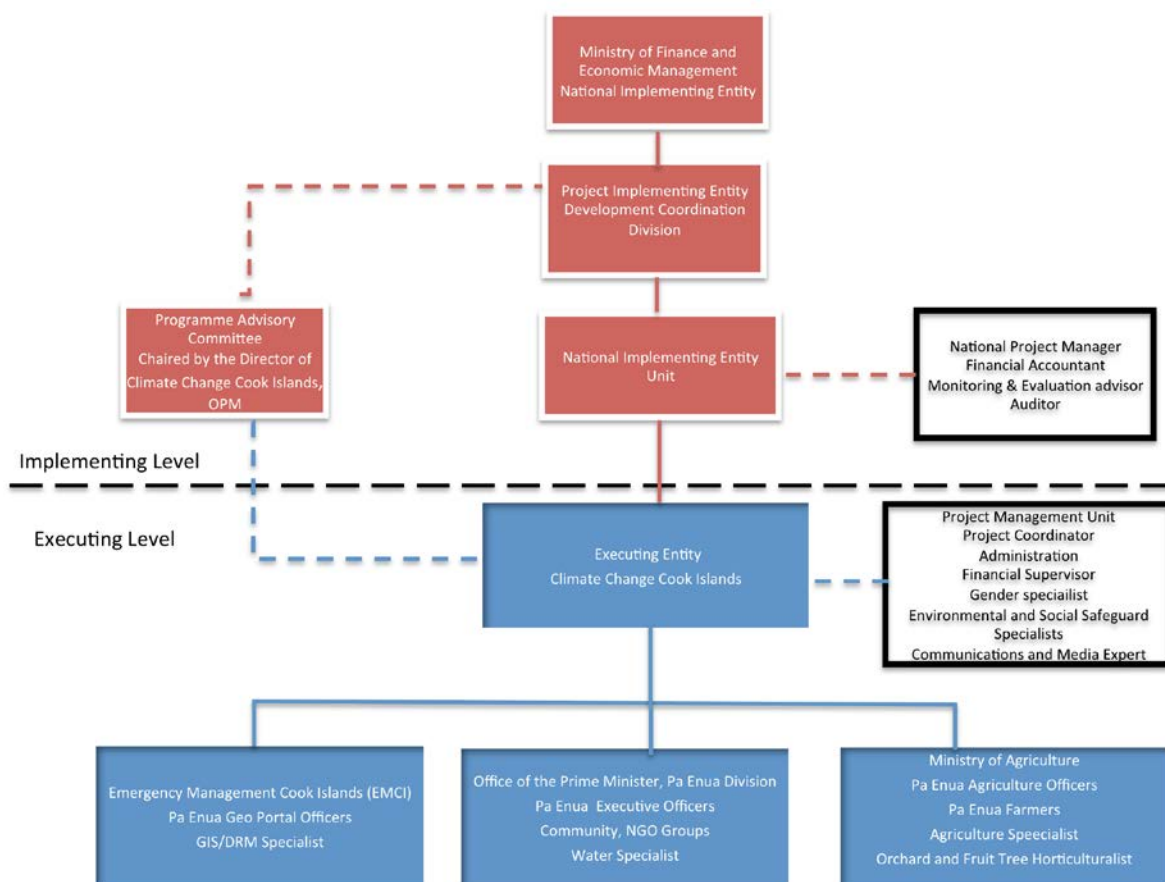 Ministry of Finance and
Economic Management
National Implementing Entity
Project Implementing Entity
Development Coordination
Division
Programme Advisory
Committee
Chaired by the Director of
Climate Change Cook Islands,
OPM
National Implementing Entity
Unit
National Project Manager
Financial Accountant
Monitoring & Evaluation advisor
Auditor
Implementing Level
Executing Level
Executing Entity
Climate Change Cook Islands
Project Management Unit
Project Coordinator
Administration
Financial Supervisor
Gender speciailist
Environmental and Social Safeguard
Specialists
Communications and Media Expert
Emergency Management Cook Islands (EMCI)
Pa Enua Geo Portal Officers
GIS/DRM Specialist
Office of the Prime Minister, Pa Enua Division
Pa Enua Executive Officers
Community, NGO Groups
Water Specialist
Ministry of Agriculture
Pa Enua Agriculture Officers
Pa Enua Farmers
Agriculture Speecialist
Orchard and Fruit Tree Horticulturalist